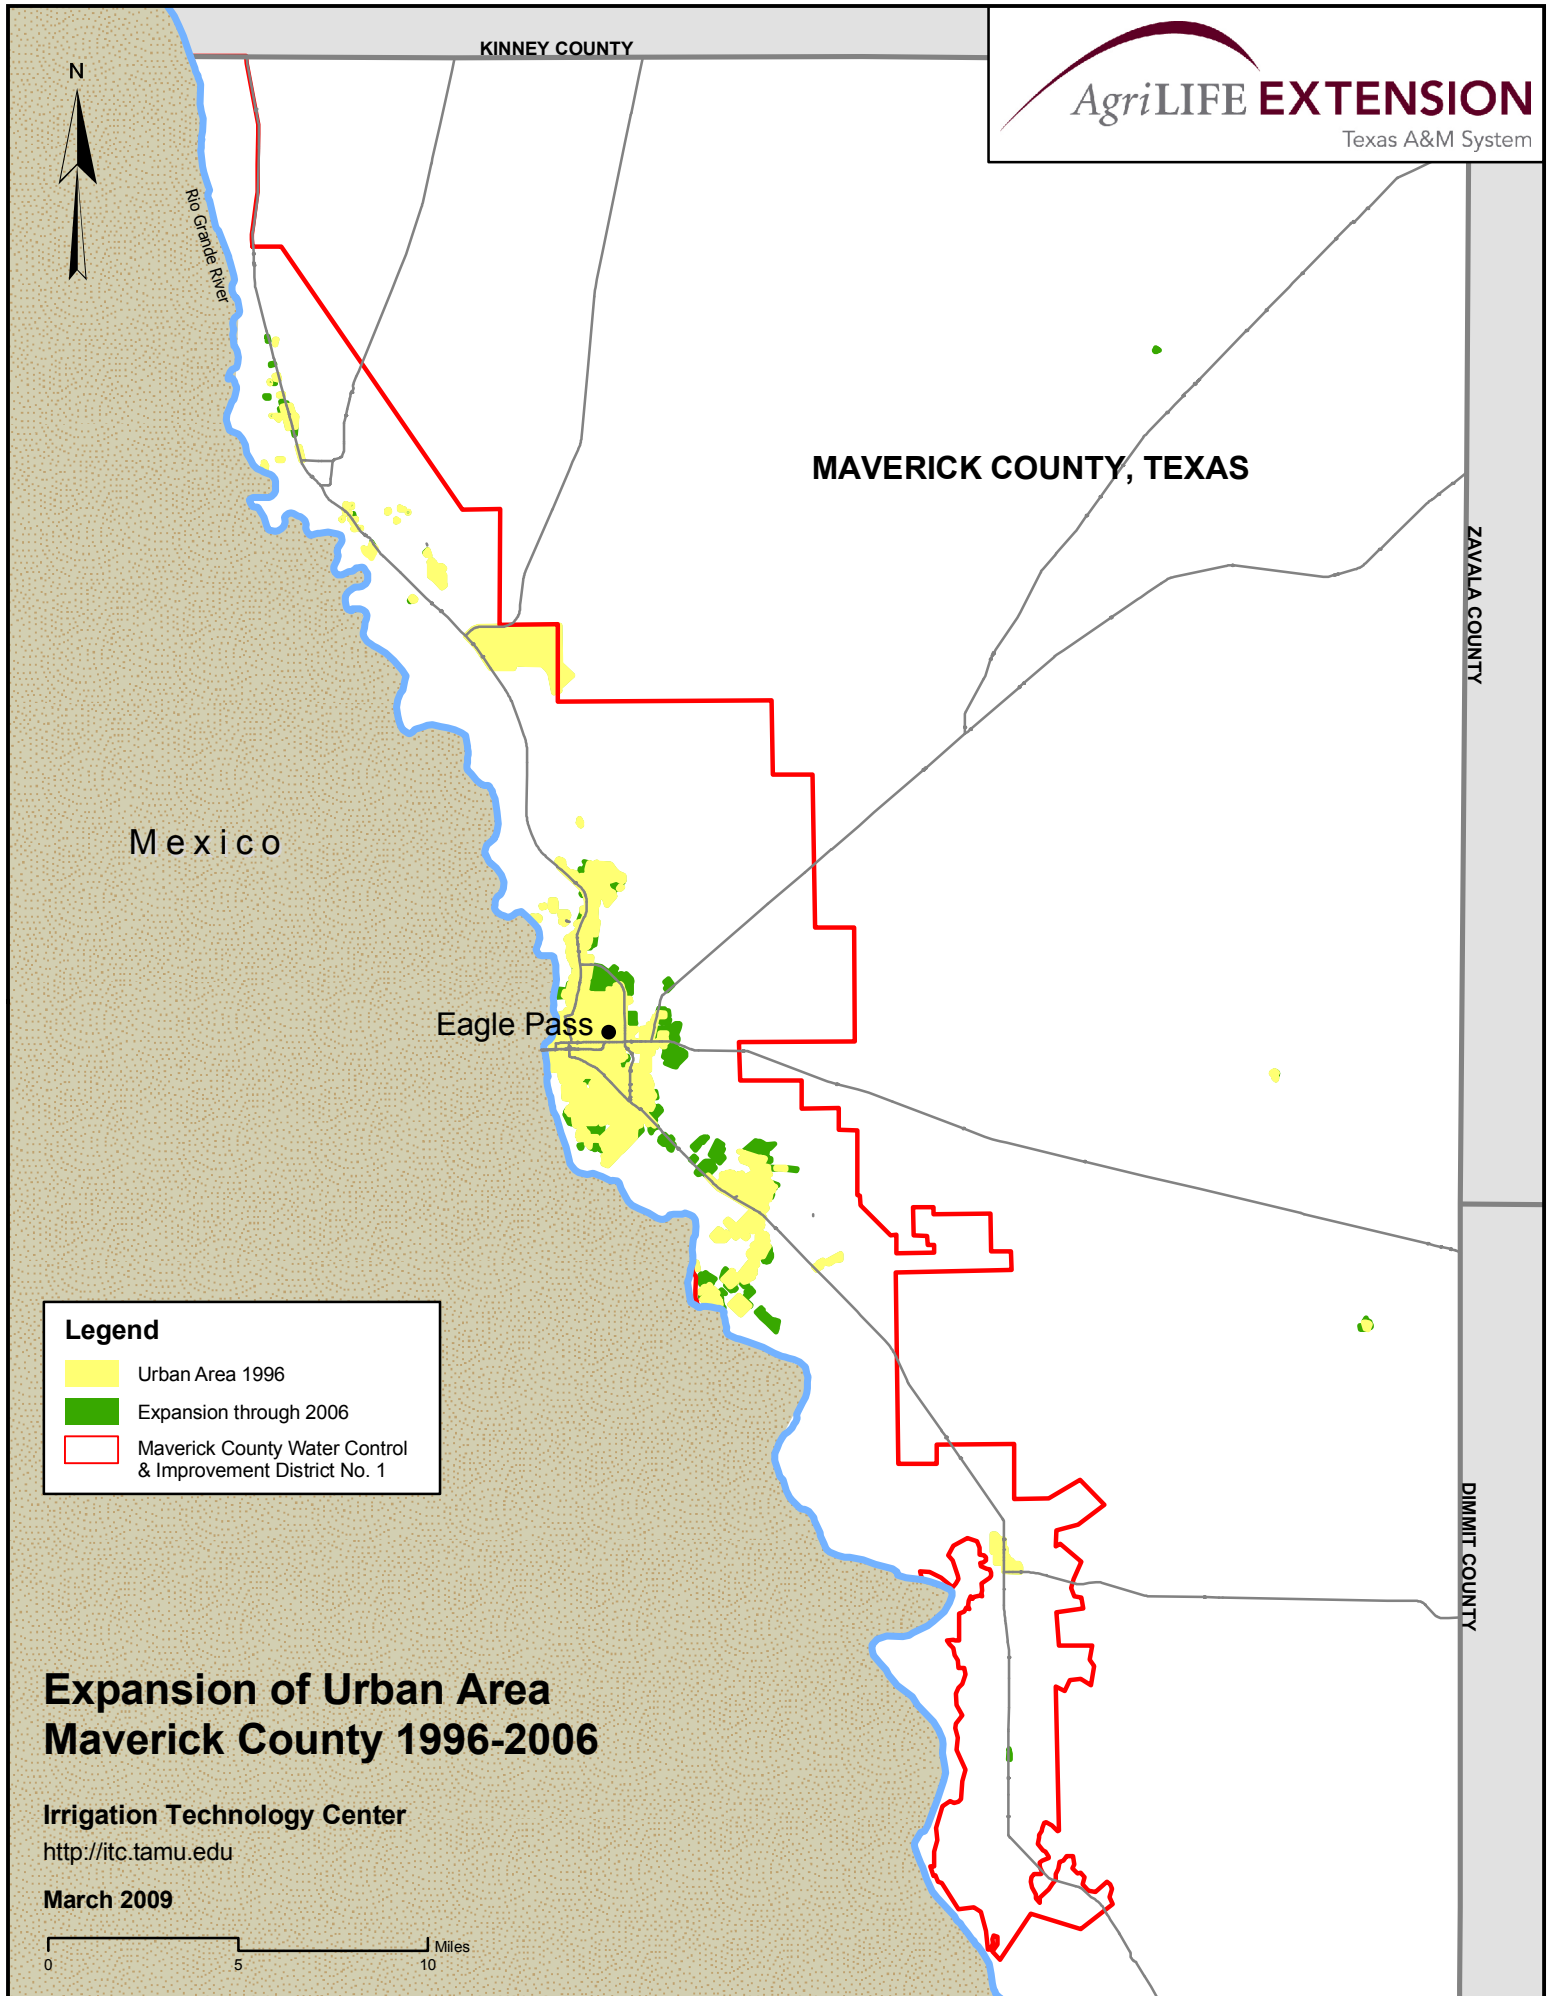 KINNEY COUNTY
AgriLIFE EXTENSION
Texas A&M System
N
Rio Grande River
MAVERICK COUNTY, TEXAS
ZAVALA COUNTY
Mexico
Eagle Pass
Legend
Urban Area 1996
Expansion through 2006
Maverick County Water Control
& Improvement District No. 1
DIMMIT COUNTY
Expansion of Urban Area
Maverick County 1996-2006
Irrigation Technology Center
http://itc.tamu.edu
March 2009
Miles
0 5 10